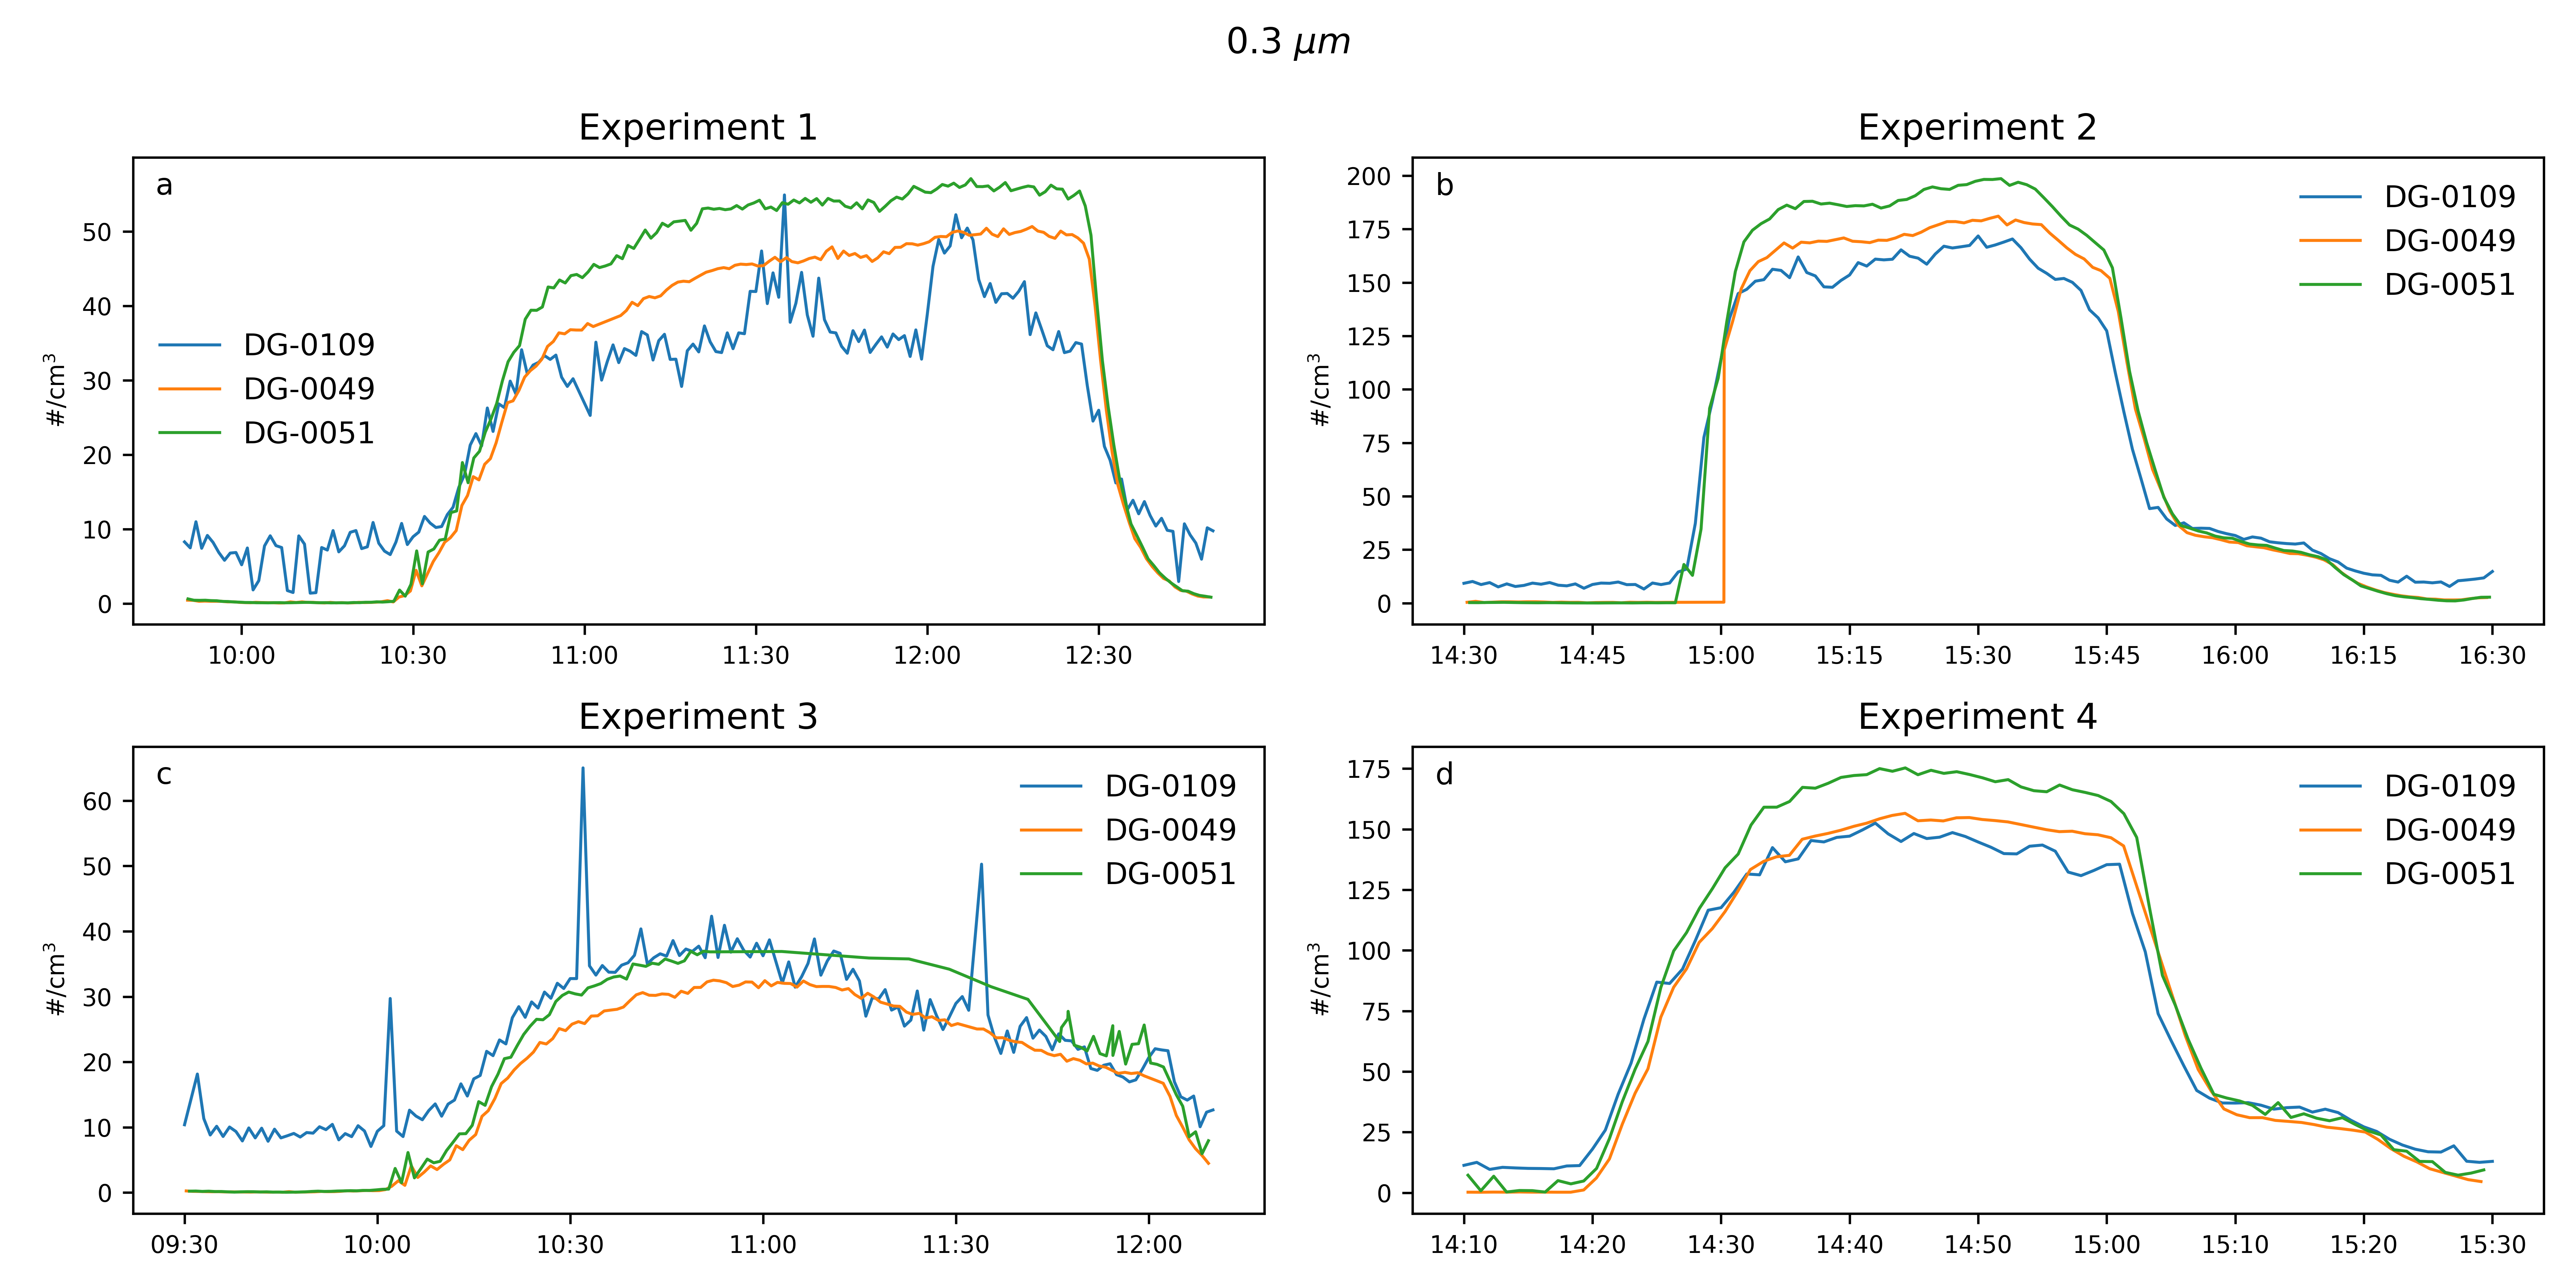 0.3 μm
Experiment 1
a
50
40
30
20
10
0
#/cm³
DG-0109
DG-0049
DG-0051
10:00 10:30 11:00 11:30 12:00 12:30
Experiment 2
b
200
175
150
125
100
75
50
25
0
#/cm³
DG-0109
DG-0049
DG-0051
14:30 14:45 15:00 15:15 15:30 15:45 16:00 16:15 16:30
Experiment 3
c
60
50
40
30
20
10
0
#/cm³
DG-0109
DG-0049
DG-0051
09:30 10:00 10:30 11:00 11:30 12:00
Experiment 4
d
175
150
125
100
75
50
25
0
#/cm³
DG-0109
DG-0049
DG-0051
14:10 14:20 14:30 14:40 14:50 15:00 15:10 15:20 15:30